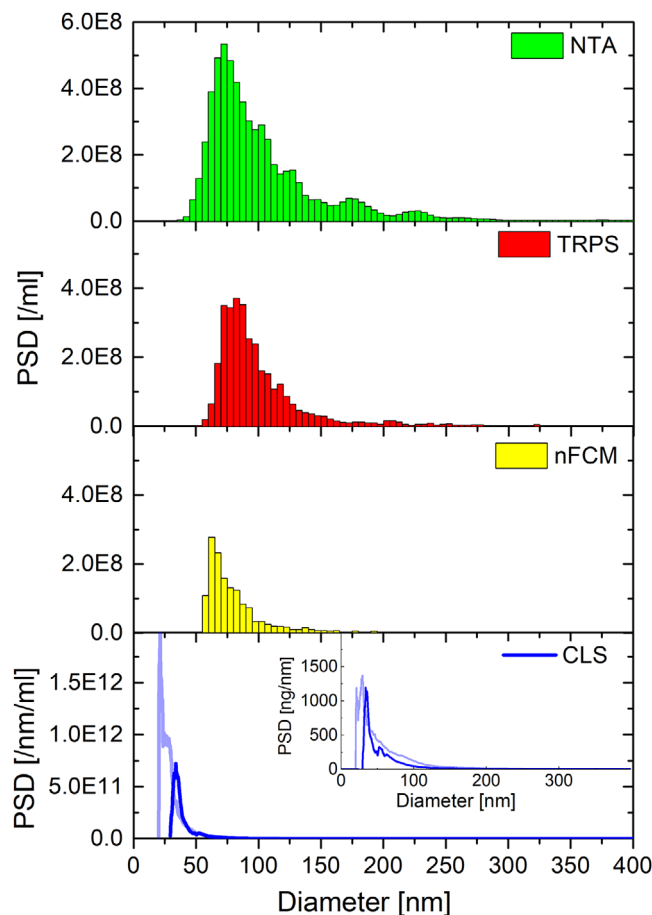 6.0E8
4.0E8
2.0E8
0.0
NTA
PSD [/ml]
4.0E8
2.0E8
0.0
TRPS
4.0E8
2.0E8
0.0
nFCM
PSD [/nm/ml]
1.5E12
1.0E12
5.0E11
0.0
CLS
PSD [ng/nm]
1500
1000
500
0
0 100 200 300
Diameter [nm]
0 50 100 150 200 250 300 350 400
Diameter [nm]